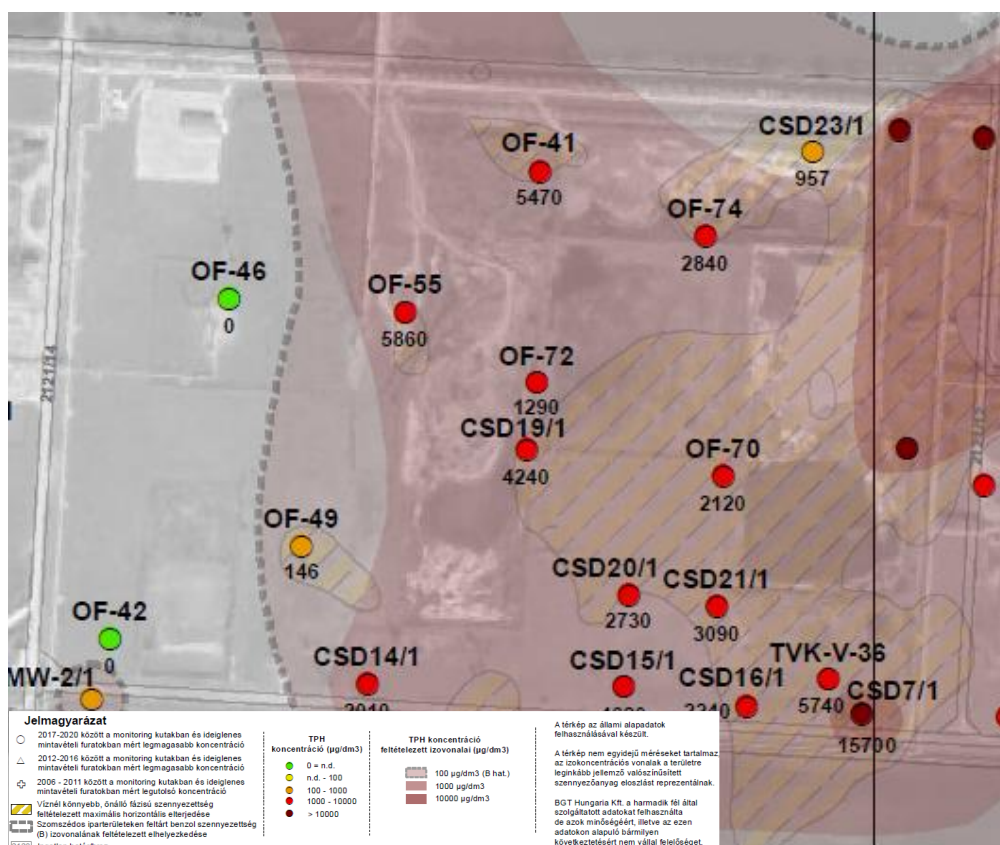 OF-41
5470
CSD23/1
957
OF-74
2840
OF-46
0
OF-55
5860
2121/14
OF-72
1290
CSD19/1
4240
OF-70
2120
2121/12
OF-49
146
CSD20/1
2730
CSD21/1
3090
OF-42
0
MW-2/1
CSD14/1
CSD15/1
CSD16/1
TVK-V-36
5740
CSD7/1
15700
Jelmagyarázat
2017-2020 között a monitoring kutakban és ideiglenes
mintavételi furatokban mért legmagasabb koncentráció
2012-2016 között a monitoring kutakban és ideiglenes
mintavételi furatokban mért legmagasabb koncentráció
2006 - 2011 között a monitoring kutakban és ideiglenes
mintavételi furatokban mért legutolsó koncentráció
Víznél könnyebb, önálló fázisú szennyezettség
feltételezett maximális horizontális elterjedése
Szomszédos iparterületeken feltárt benzol szennyezettség
(B) izovonalának feltételezett elhelyezkedése
TPH
koncentráció (µg/dm3)
0 = n.d.
n.d. - 100
100 - 1000
1000 - 10000
> 10000
TPH koncentráció
feltételezett izovonalai (µg/dm3)
100 µg/dm3 (B hat.)
1000 µg/dm3
10000 µg/dm3
A térkép az állami alapadatok
felhasználásával készült.
A térkép nem egyidejű méréseket tartalmaz,
az izokoncentrációs vonalak a területre
leginkább jellemző valószínűsített
szennyezőanyag eloszlást reprezentálnak.
BGT Hungaria Kft. a harmadik fél által
szolgáltatott adatokat felhasználta
de azok minőségéért, illetve az ezen
adatokon alapuló bármilyen
következtetésért nem vállal felelőséget.